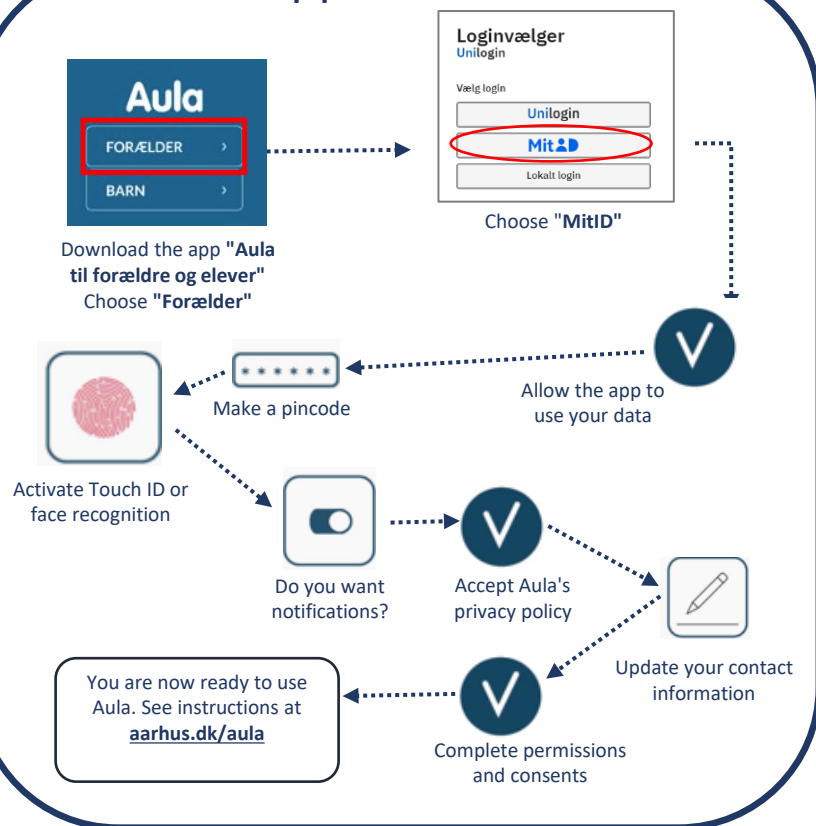 Aula
FORÆLDER
BARN
Download the app "Aula
til forældre og elever"
Choose "Forælder"
Loginvælger
Unilogin
Vælg login
Unilogin
Mit ID
Lokalt login
Choose "MitID"
Allow the app to
use your data
* * * * * *
Make a pincode
Activate Touch ID or
face recognition
Do you want
notifications?
Accept Aula's
privacy policy
Update your contact
information
Complete permissions
and consents
You are now ready to use
Aula. See instructions at
aarhus.dk/aula